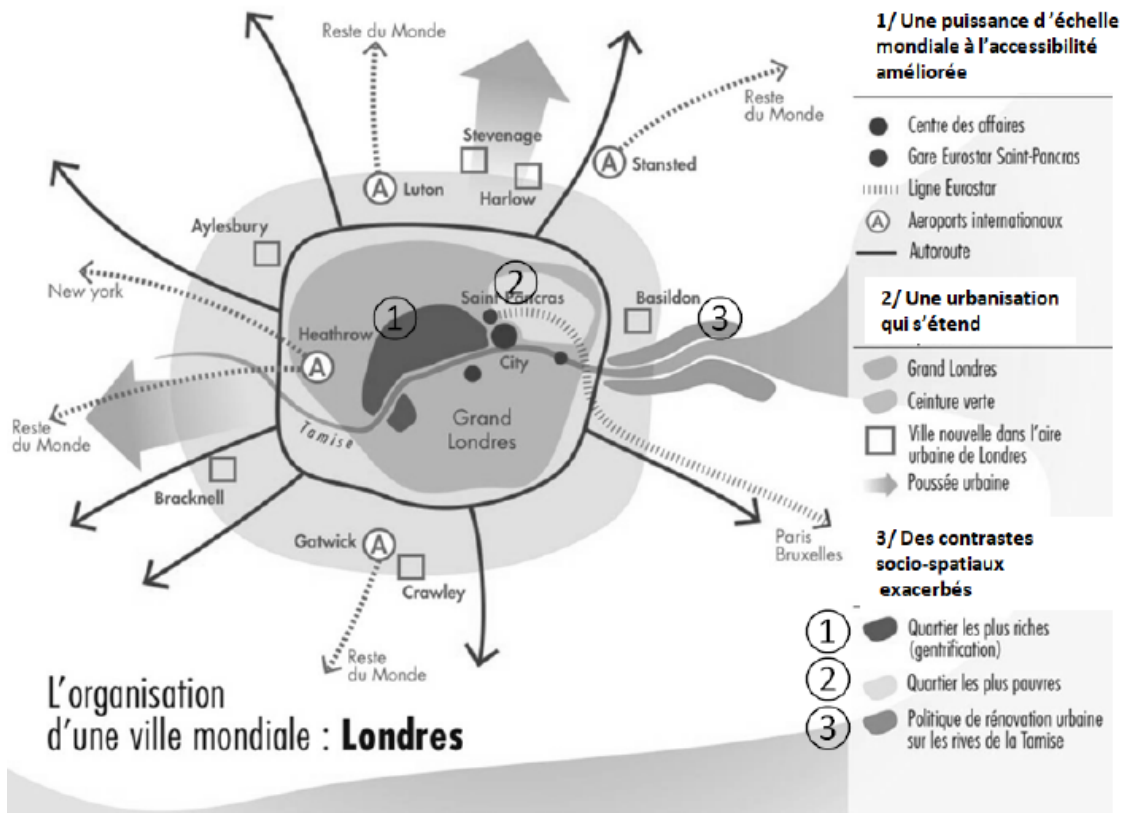 Reste du Monde
Reste
du Monde
Stevenage
Harlow
Stansted
A
Luton
Aylesbury
New york
Heathrow
A
Reste
du Monde
1
2
Saint Pancras
City
Basildon
3
Grand
Londres
Tamise
Bracknell
Gatwick
A
Crawley
Reste
du Monde
Paris
Bruxelles
A
L'organisation
d'une ville mondiale : Londres
1/ Une puissance d'échelle
mondiale à l'accessibilité
améliorée
Centre des affaires
Gare Eurostar Saint-Pancras
Ligne Eurostar
A
Aeroports internationaux
Autoroute
2/ Une urbanisation
qui s'étend
Grand Londres
Ceinture verte
Ville nouvelle dans l'aire
urbaine de Londres
Poussée urbaine
3/ Des contrastes
socio-spatiaux
exacerbés
1
Quartier les plus riches
(gentrification)
2
Quartier les plus pauvres
3
Politique de rénovation urbaine
sur les rives de la Tamise